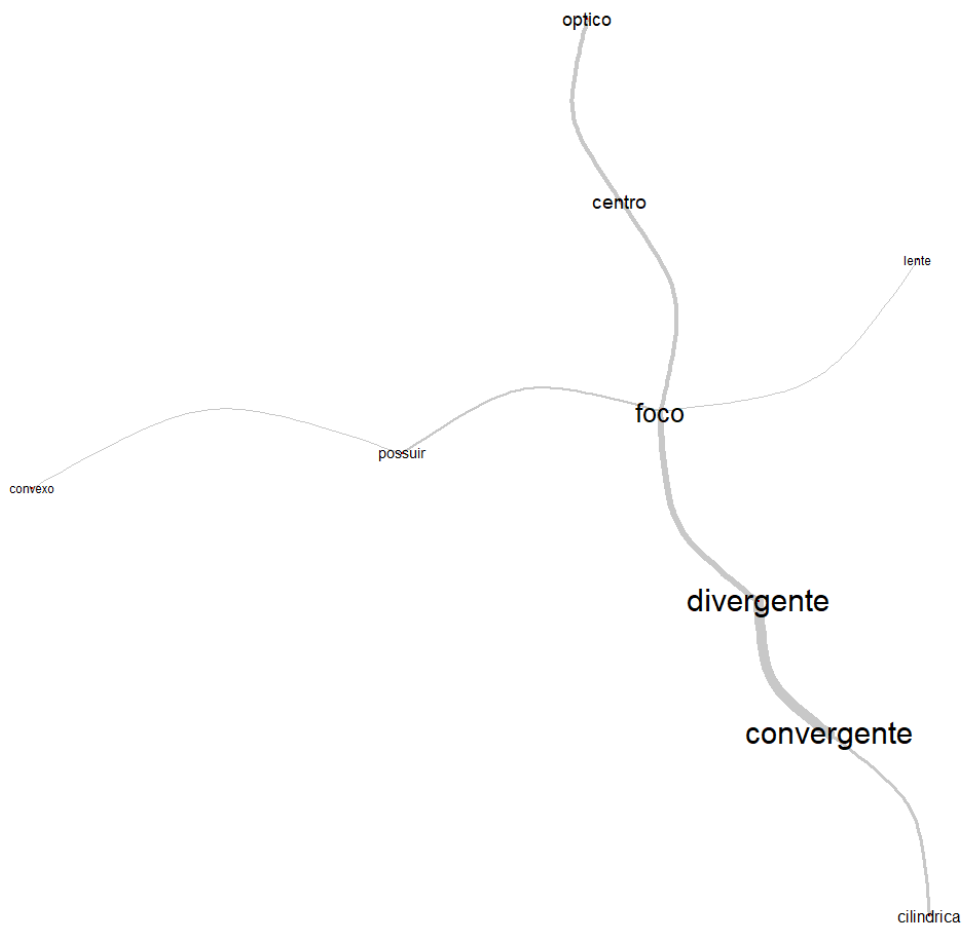 optico
centro
lente
foco
possuir
convexo
divergente
convergente
cilindrica